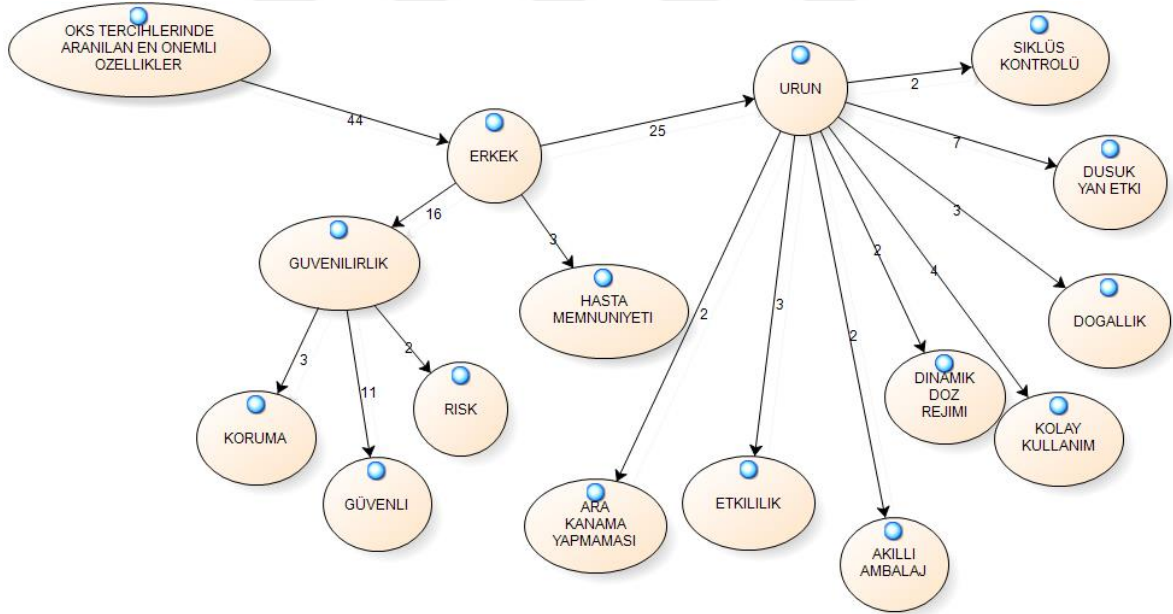 OKS TERCIHLERINDE
ARANILAN EN ONEMLI
OZELLIKLER
44
ERKEK
25
URUN
2
SIKLÜS
KONTROLÜ
7
DUSUK
YAN ETKI
3
DOGALLIK
4
KOLAY
KULLANIM
2
DINAMIK
DOZ
REJIMI
2
AKILLI
AMBALAJ
3
ETKILILIK
2
ARA
KANAMA
YAPMAMASI
16
GUVENILIRLIK
3
HASTA
MEMNUNIYETI
3
KORUMA
11
GÜVENLI
2
RISK